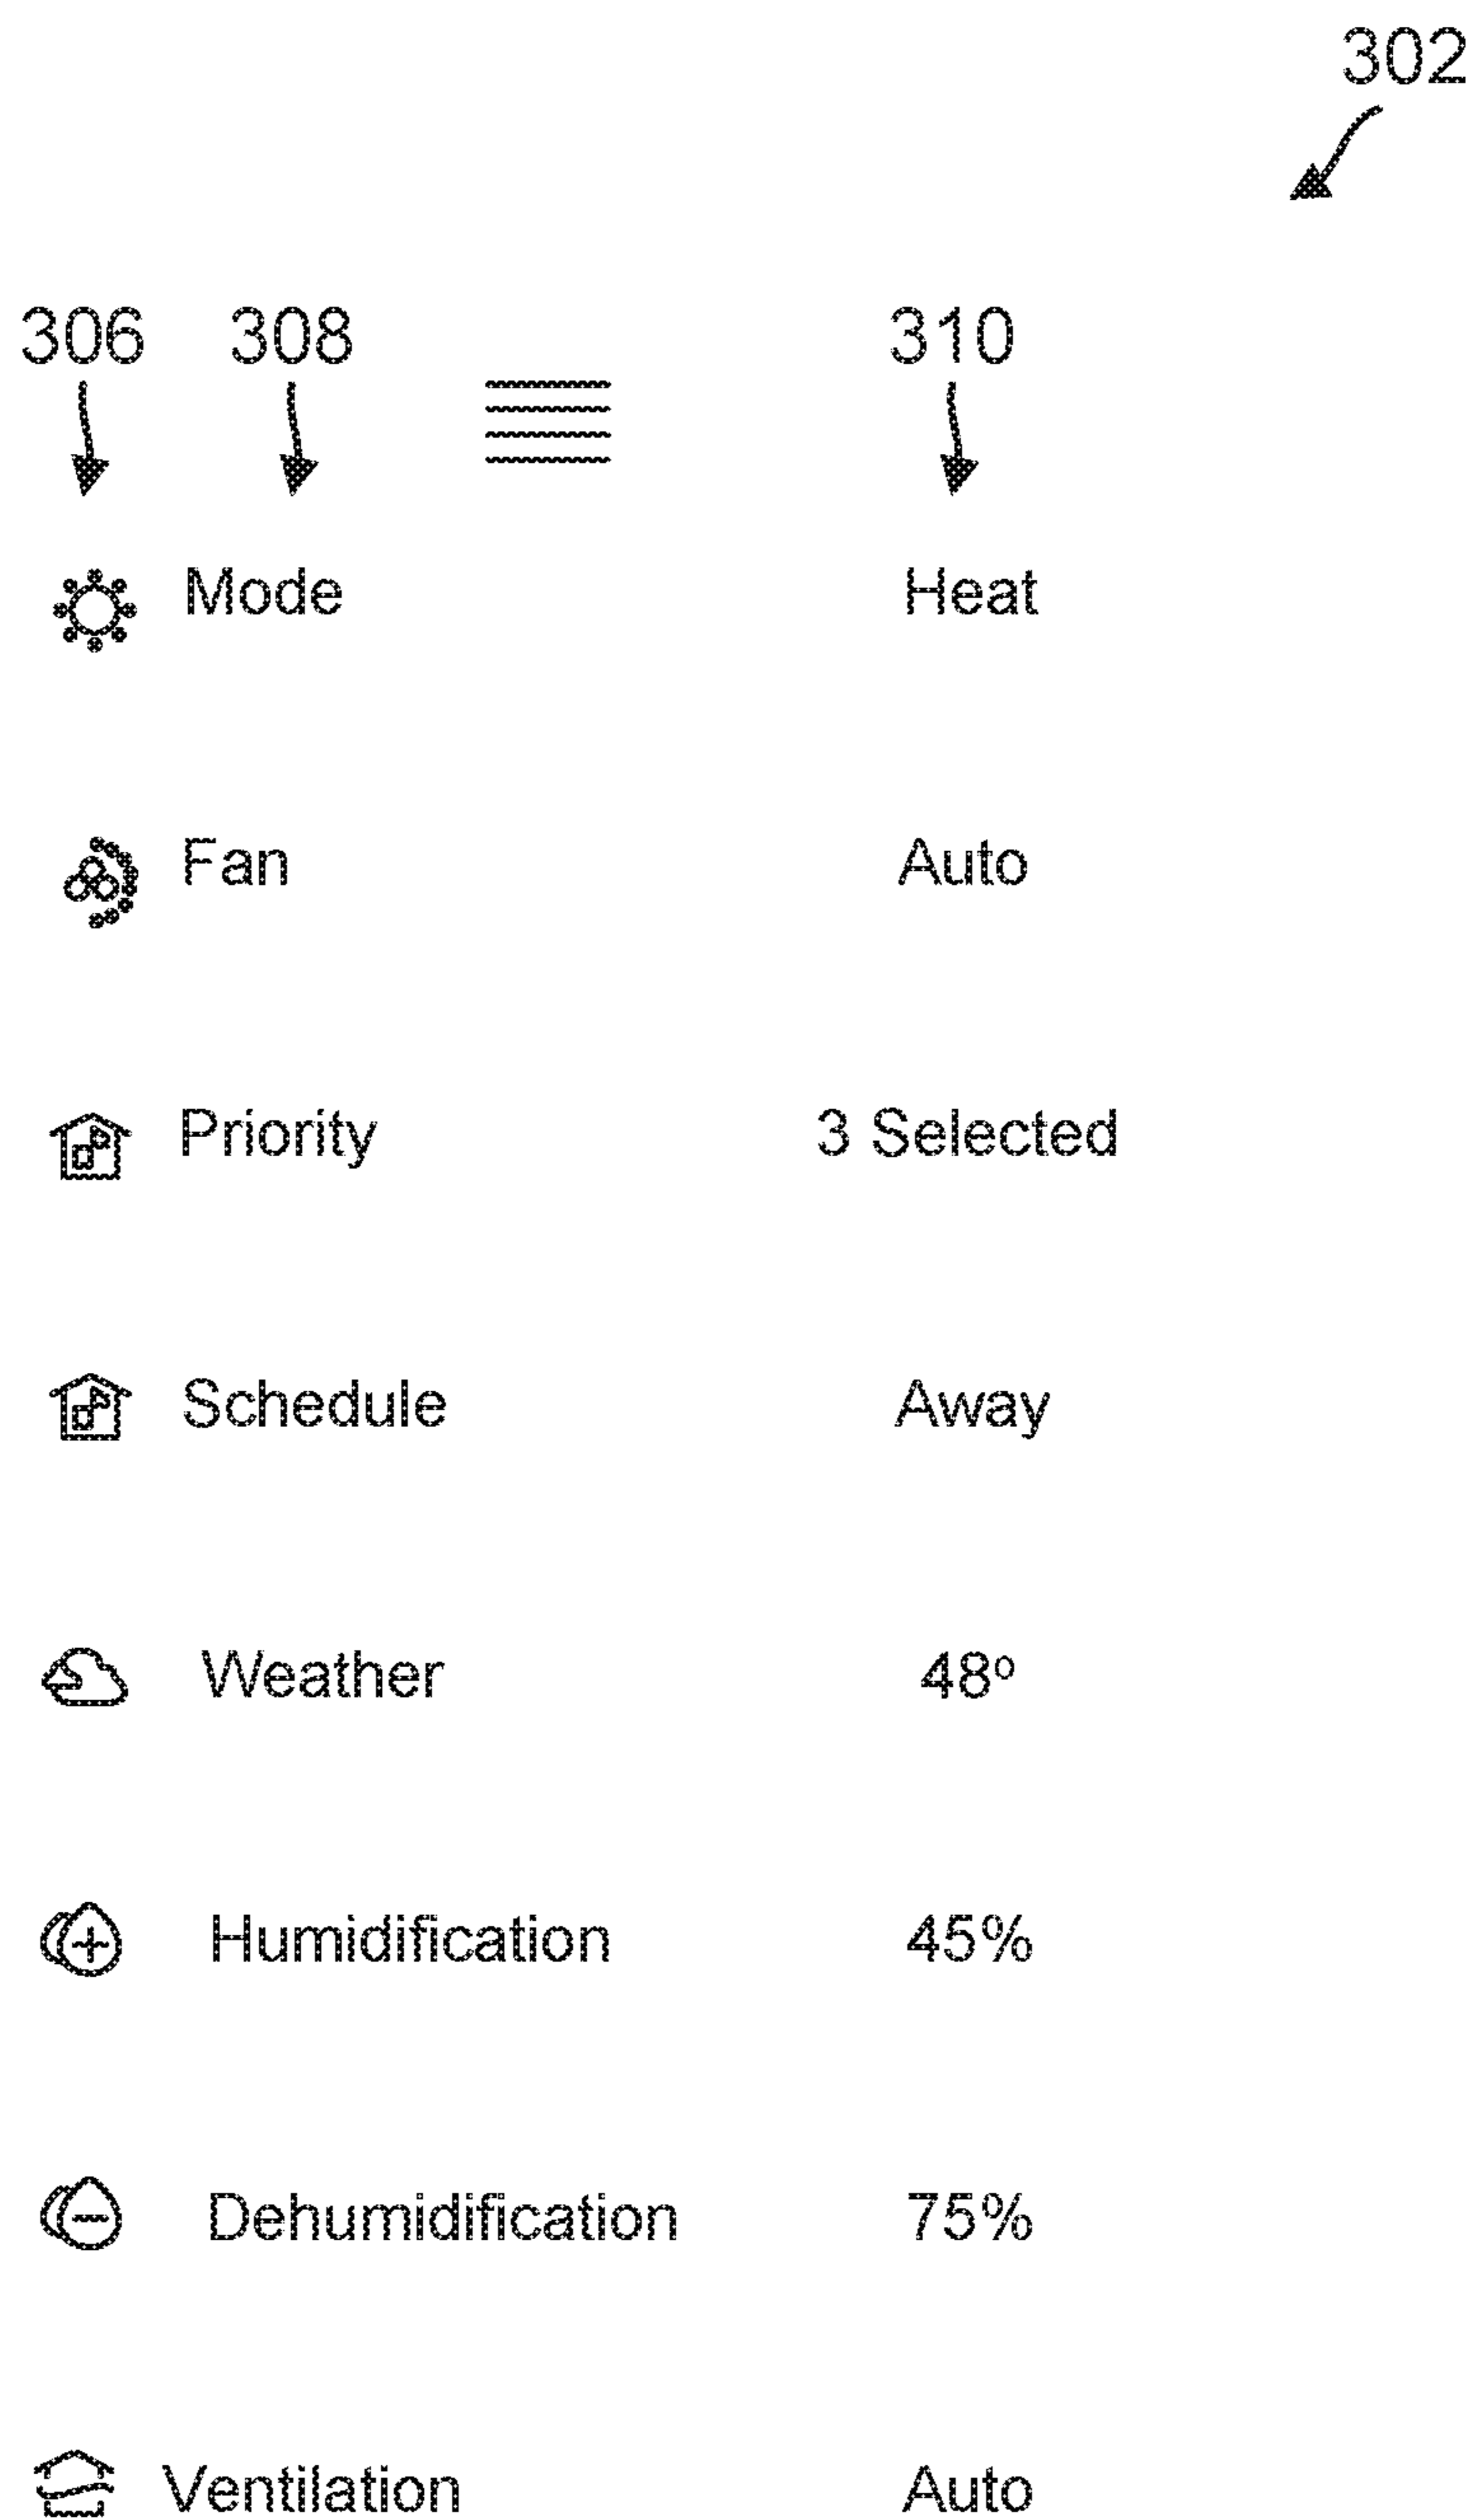 302
306 308 310
Mode Heat
Fan Auto
Priority 3 Selected
Schedule Away
Weather 48º
Humidification 45%
Dehumidification 75%
Ventilation Auto